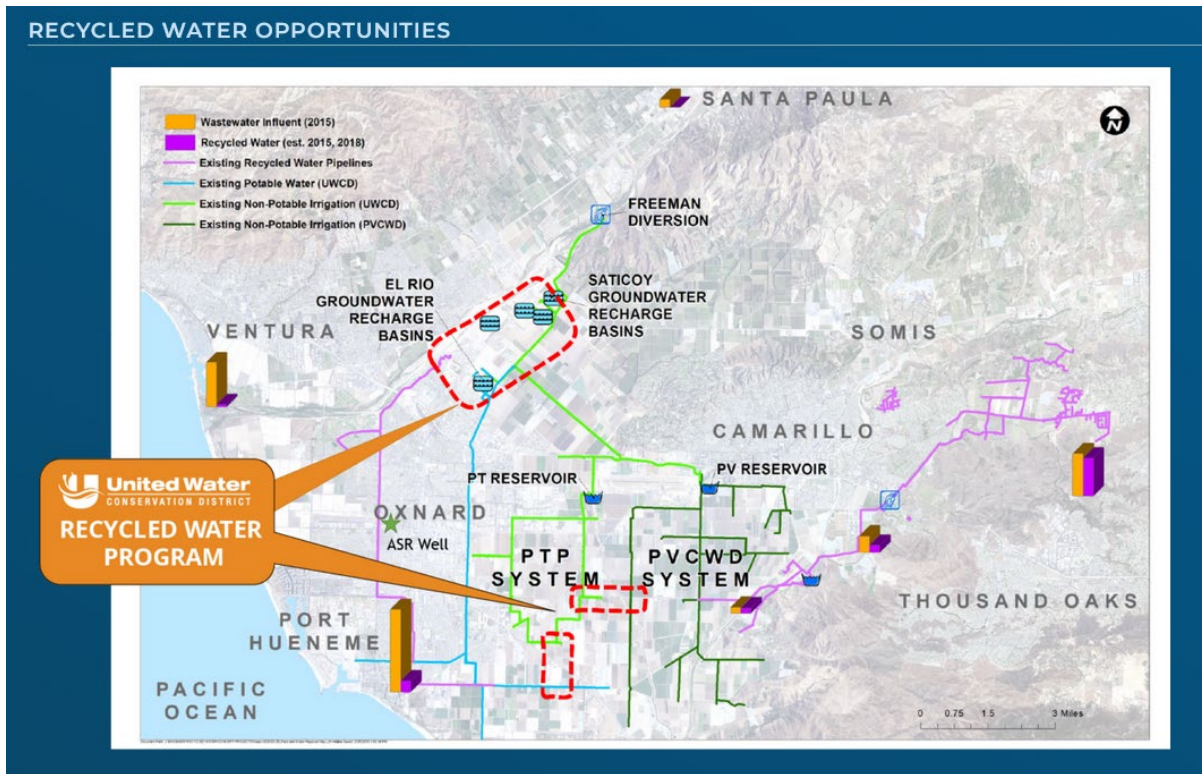 RECYCLED WATER OPPORTUNITIES
SANTA PAULA
N
Wastewater Influent (2015)
Recycled Water (est. 2015, 2018)
Existing Recycled Water Pipelines
Existing Potable Water (UWCD)
Existing Non-Potable Irrigation (UWCD)
Existing Non-Potable Irrigation (PVCWD)
FREEMAN
DIVERSION
EL RIO
GROUNDWATER
RECHARGE
BASINS
SATICOY
GROUNDWATER
RECHARGE
BASINS
VENTURA
SOMIS
CAMARILLO
PT RESERVOIR
PV RESERVOIR
United Water
CONSERVATION DISTRICT
RECYCLED WATER
PROGRAM
OXNARD
ASR Well
PTP
SYSTEM
PVCWD
SYSTEM
THOUSAND OAKS
PORT
HUENEME
PACIFIC
OCEAN
0 0.75 1.5 3 Miles